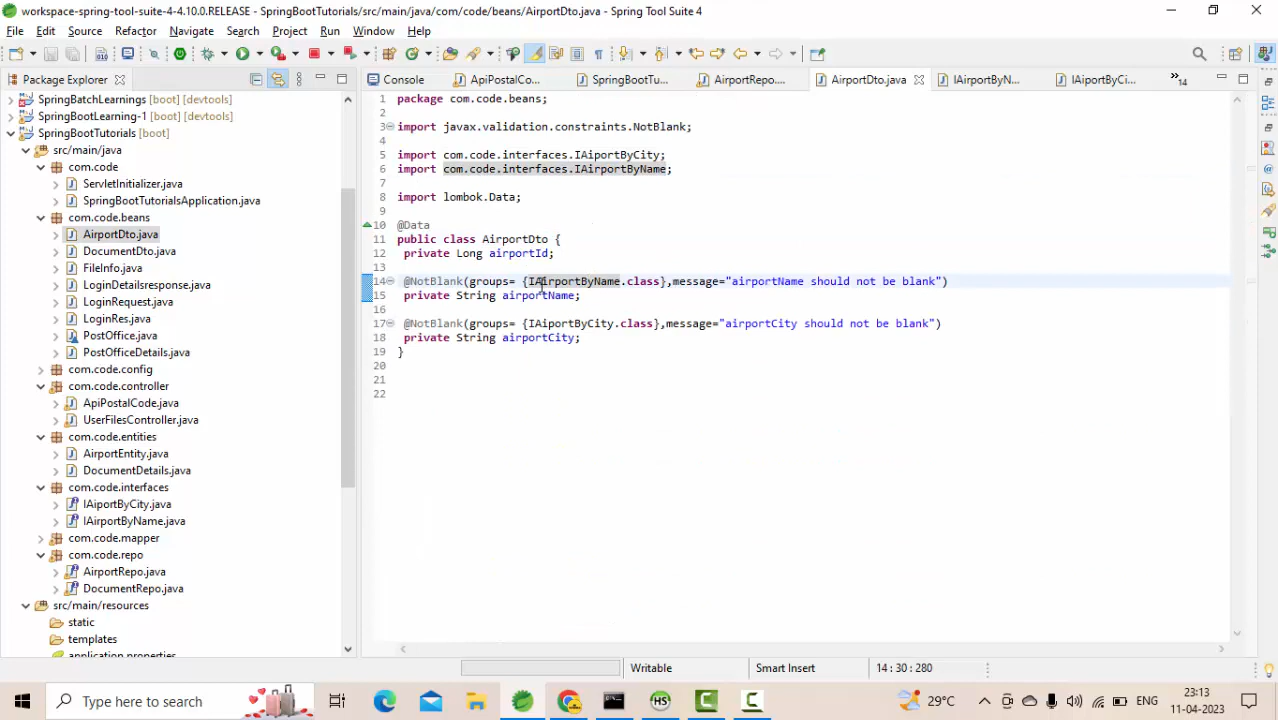 workspace-spring-tool-suite-4-4.10.0.RELEASE - SpringBootTutorials/src/main/java/com/code/beans/AirportDto.java - Spring Tool Suite 4
File Edit Source Refactor Navigate Search Project Run Window Help
Package Explorer
Console ApiPostalCo... SpringBootTu... AirportRepo.... AirportDto.java IAirportByN... IAiportByCi... 14
SpringBatchLearnings [boot] [devtools]
SpringBootLearning-1 [boot] [devtools]
SpringBootTutorials [boot]
src/main/java
com.code
ServletInitializer.java
SpringBootTutorialsApplication.java
com.code.beans
AirportDto.java
DocumentDto.java
FileInfo.java
LoginDetailsresponse.java
LoginRequest.java
LoginRes.java
PostOffice.java
PostOfficeDetails.java
com.code.config
com.code.controller
ApiPostalCode.java
UserFilesController.java
com.code.entities
AirportEntity.java
DocumentDetails.java
com.code.interfaces
IAiportByCity.java
IAirportByName.java
com.code.mapper
com.code.repo
AirportRepo.java
DocumentRepo.java
src/main/resources
static
templates
application.properties
1 package com.code.beans;
2
3 import javax.validation.constraints.NotBlank;
4
5 import com.code.interfaces.IAiportByCity;
6 import com.code.interfaces.IAirportByName;
7
8 import lombok.Data;
9
10 @Data
11 public class AirportDto {
12 private Long airportId;
13
14 @NotBlank(groups= {IAirportByName.class},message="airportName should not be blank")
15 private String airportName;
16
17 @NotBlank(groups= {IAiportByCity.class},message="airportCity should not be blank")
18 private String airportCity;
19 }
20
21
22
Writable Smart Insert 14 : 30 : 280
Type here to search
29°C
ENG
23:13
11-04-2023